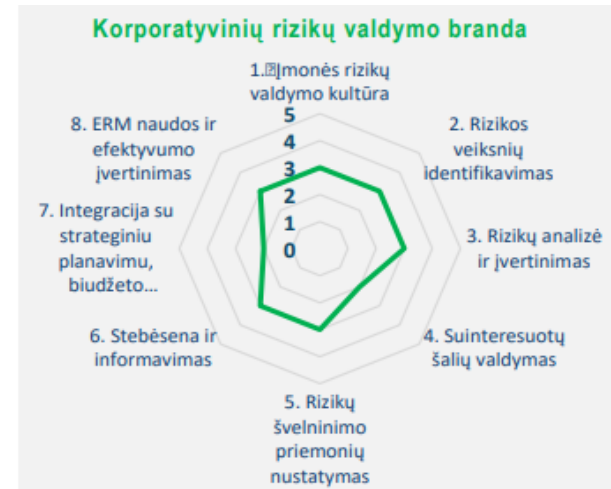 Korporatyvinių rizikų valdymo branda
1.⍰Įmonės rizikų
valdymo kultūra
2. Rizikos
veiksnių
identifikavimas
3. Rizikų analizė
ir įvertinimas
4. Suinteresuotų
šalių valdymas
5. Rizikų
švelninimo
priemonių
nustatymas
6. Stebėsena ir
informavimas
7. Integracija su
strateginiu
planavimu,
biudžeto...
8. ERM naudos ir
efektyvumo
įvertinimas
5
4
3
2
1
0